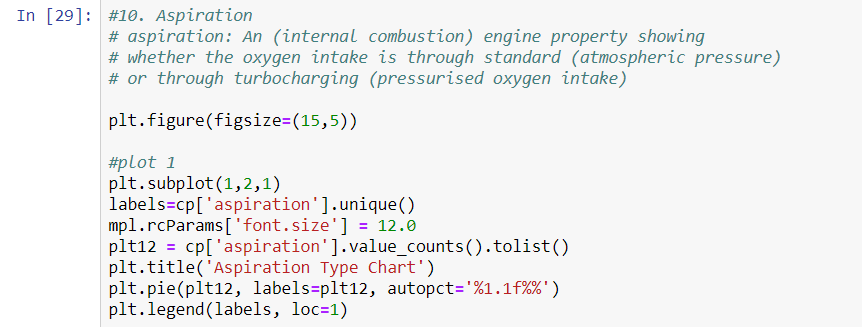 In [29]: #10. Aspiration
# aspiration: An (internal combustion) engine property showing
# whether the oxygen intake is through standard (atmospheric pressure)
# or through turbocharging (pressurised oxygen intake)
plt.figure(figsize=(15,5))
#plot 1
plt.subplot(1,2,1)
labels=cp['aspiration'].unique()
mpl.rcParams['font.size'] = 12.0
plt12 = cp['aspiration'].value_counts().tolist()
plt.title('Aspiration Type Chart')
plt.pie(plt12, labels=plt12, autopct='%1.1f%%')
plt.legend(labels, loc=1)